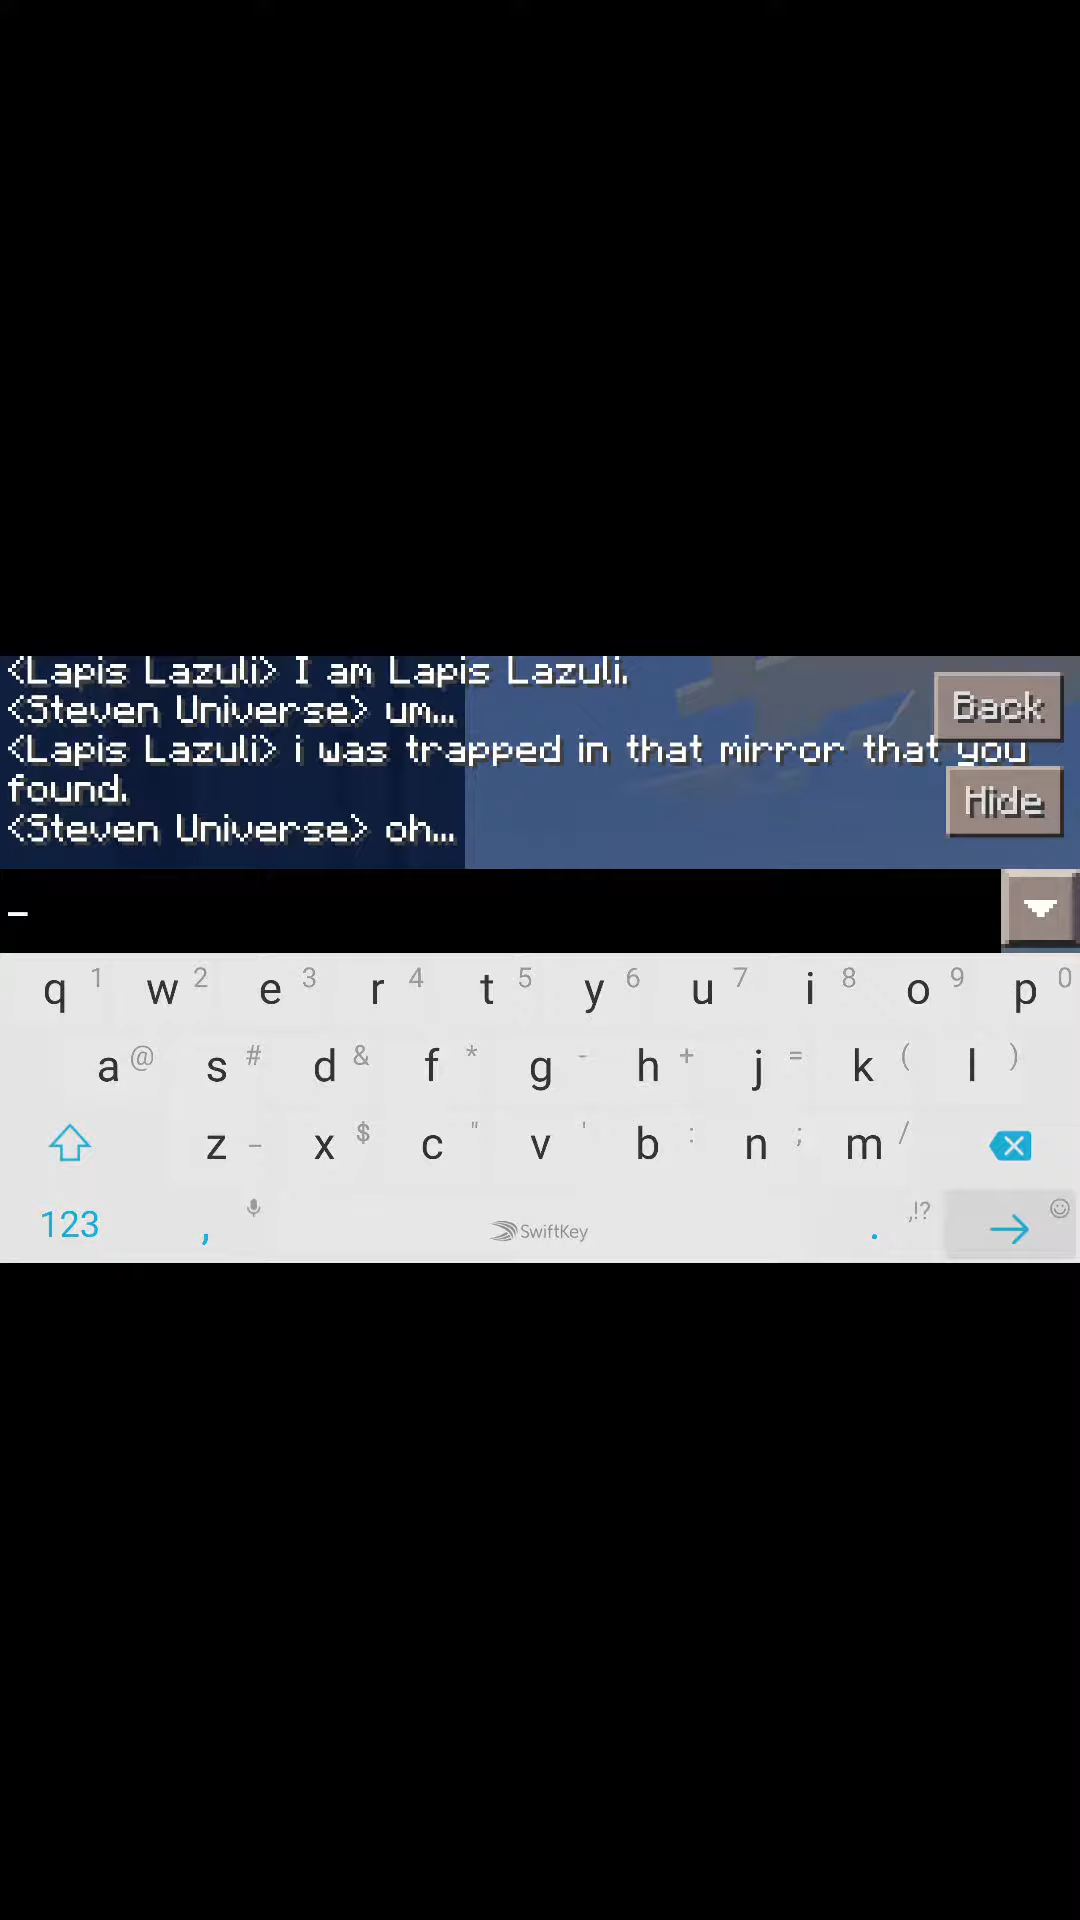 <Lapis Lazuli> I am Lapis Lazuli.
<Steven Universe> um...
<Lapis Lazuli> i was trapped in that mirror that you
found.
<Steven Universe> oh...
Back
Hide
_
q 1 w 2 e 3 r 4 t 5 y 6 u 7 i 8 o 9 p 0
a @ s # d & f * g - h + j = k ( l )
z _ x $ c " v ' b : n ; m /
123 , SwiftKey . ,!?